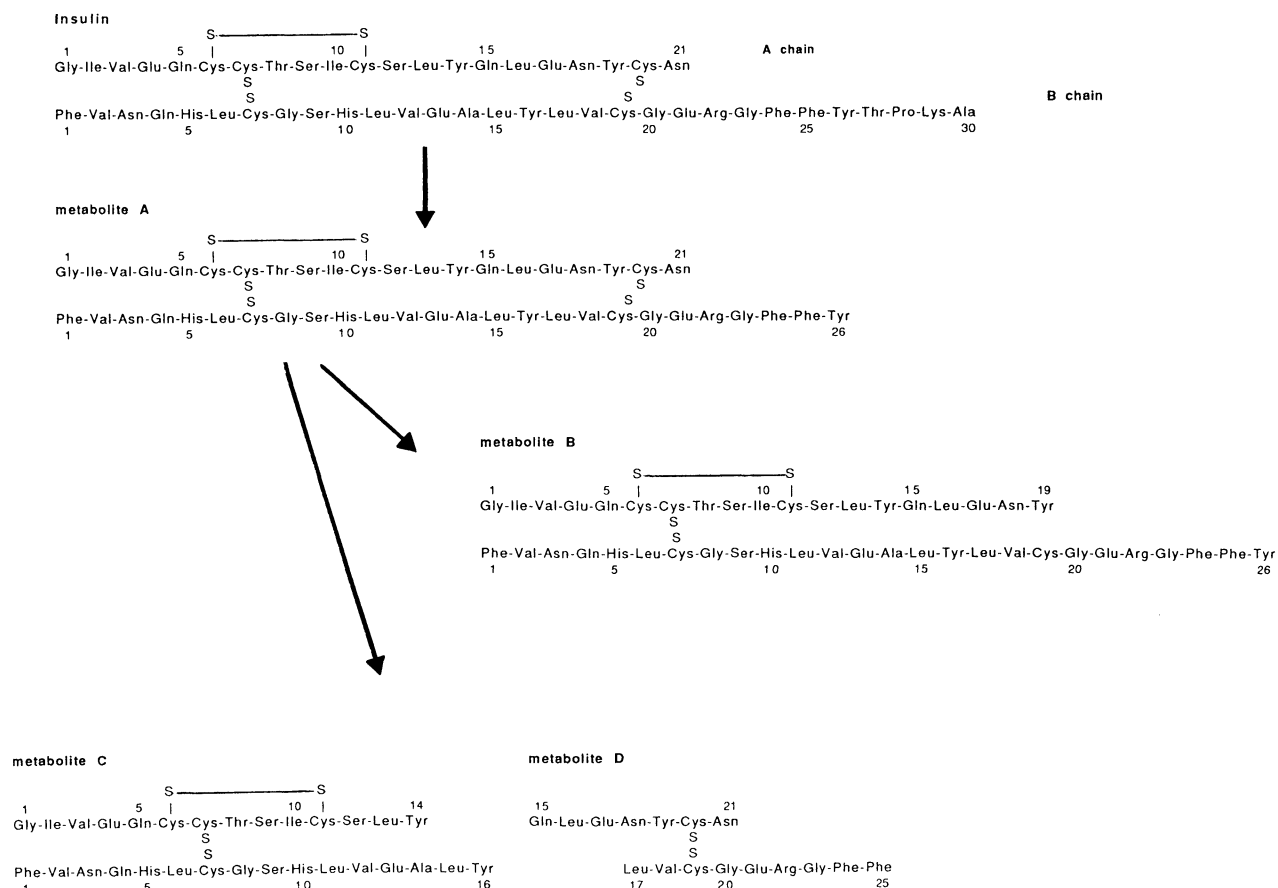 Insulin
S S
1 5 10 15 21 A chain
Gly-Ile-Val-Glu-Gln-Cys-Cys-Thr-Ser-Ile-Cys-Ser-Leu-Tyr-Gln-Leu-Glu-Asn-Tyr-Cys-Asn
S S
S S B chain
Phe-Val-Asn-Gln-His-Leu-Cys-Gly-Ser-His-Leu-Val-Glu-Ala-Leu-Tyr-Leu-Val-Cys-Gly-Glu-Arg-Gly-Phe-Phe-Tyr-Thr-Pro-Lys-Ala
1 5 10 15 20 25 30
metabolite A
S S
1 5 10 15 21
Gly-Ile-Val-Glu-Gln-Cys-Cys-Thr-Ser-Ile-Cys-Ser-Leu-Tyr-Gln-Leu-Glu-Asn-Tyr-Cys-Asn
S S
S S
Phe-Val-Asn-Gln-His-Leu-Cys-Gly-Ser-His-Leu-Val-Glu-Ala-Leu-Tyr-Leu-Val-Cys-Gly-Glu-Arg-Gly-Phe-Phe-Tyr
1 5 10 15 20 26
metabolite B
S S
1 5 10 15 19
Gly-Ile-Val-Glu-Gln-Cys-Cys-Thr-Ser-Ile-Cys-Ser-Leu-Tyr-Gln-Leu-Glu-Asn-Tyr
S
S
Phe-Val-Asn-Gln-His-Leu-Cys-Gly-Ser-His-Leu-Val-Glu-Ala-Leu-Tyr-Leu-Val-Cys-Gly-Glu-Arg-Gly-Phe-Phe-Tyr
1 5 10 15 20 26
metabolite C
S S
1 5 10 14
Gly-Ile-Val-Glu-Gln-Cys-Cys-Thr-Ser-Ile-Cys-Ser-Leu-Tyr
S
S
Phe-Val-Asn-Gln-His-Leu-Cys-Gly-Ser-His-Leu-Val-Glu-Ala-Leu-Tyr
1 5 10 16
metabolite D
15 21
Gln-Leu-Glu-Asn-Tyr-Cys-Asn
S
S
Leu-Val-Cys-Gly-Glu-Arg-Gly-Phe-Phe
17 20 25